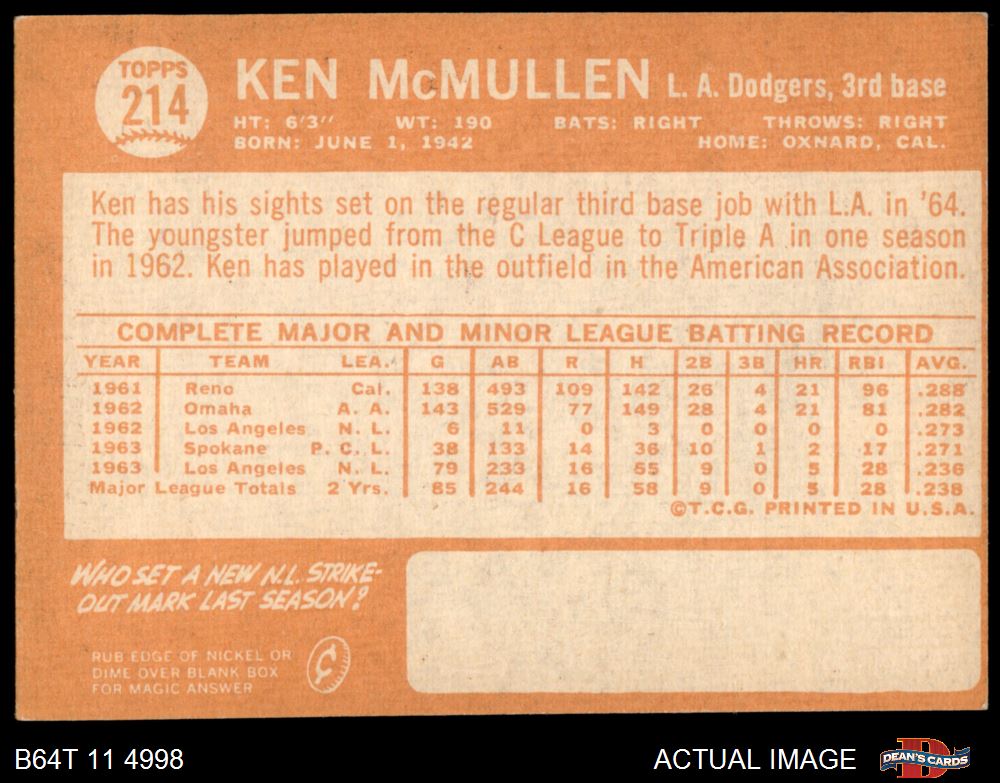 TOPPS
214
KEN McMULLEN L. A. Dodgers, 3rd base
HT: 6'3" WT: 190 BATS: RIGHT THROWS: RIGHT
BORN: JUNE 1, 1942 HOME: OXNARD, CAL.
Ken has his sights set on the regular third base job with L.A. in '64.
The youngster jumped from the C League to Triple A in one season
in 1962. Ken has played in the outfield in the American Association.
COMPLETE MAJOR AND MINOR LEAGUE BATTING RECORD
YEAR TEAM LEA. G AB R H 2B 3B HR RBI AVG.
1961 Reno Cal. 138 493 109 142 26 4 21 96 .288
1962 Omaha A. A. 143 529 77 149 28 4 21 81 .282
1962 Los Angeles N. L. 6 11 0 3 0 0 0 0 .273
1963 Spokane P. C. L. 38 133 14 36 10 1 2 17 .271
1963 Los Angeles N. L. 79 233 16 55 9 0 5 28 .236
Major League Totals 2 Yrs. 85 244 16 58 9 0 5 28 .238
©T.C.G. PRINTED IN U.S.A.
WHO SET A NEW N.L. STRIKE-
OUT MARK LAST SEASON?
RUB EDGE OF NICKEL OR
DIME OVER BLANK BOX
FOR MAGIC ANSWER
B64T 11 4998 ACTUAL IMAGE DEAN'S CARDS